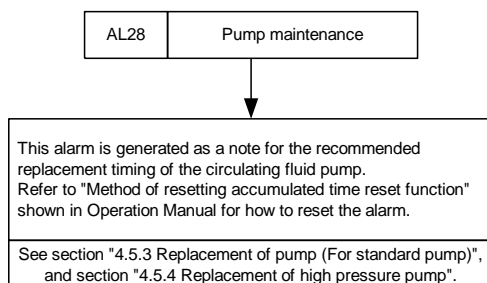 AL28 Pump maintenance
This alarm is generated as a note for the recommended
replacement timing of the circulating fluid pump.
Refer to "Method of resetting accumulated time reset function"
shown in Operation Manual for how to reset the alarm.
See section "4.5.3 Replacement of pump (For standard pump)",
and section "4.5.4 Replacement of high pressure pump".